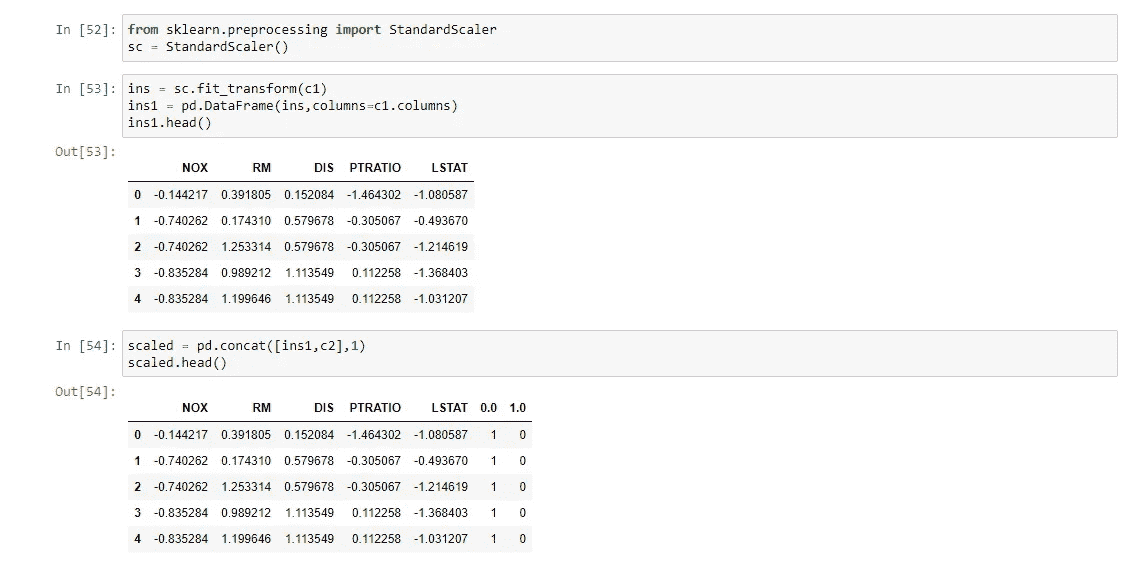 In [52]: from sklearn.preprocessing import StandardScaler
sc = StandardScaler()
In [53]: ins = sc.fit_transform(c1)
ins1 = pd.DataFrame(ins,columns=c1.columns)
ins1.head()
Out[53]:
NOX RM DIS PTRATIO LSTAT
0 -0.144217 0.391805 0.152084 -1.464302 -1.080587
1 -0.740262 0.174310 0.579678 -0.305067 -0.493670
2 -0.740262 1.253314 0.579678 -0.305067 -1.214619
3 -0.835284 0.989212 1.113549 0.112258 -1.368403
4 -0.835284 1.199646 1.113549 0.112258 -1.031207
In [54]: scaled = pd.concat([ins1,c2],1)
scaled.head()
Out[54]:
NOX RM DIS PTRATIO LSTAT 0.0 1.0
0 -0.144217 0.391805 0.152084 -1.464302 -1.080587 1 0
1 -0.740262 0.174310 0.579678 -0.305067 -0.493670 1 0
2 -0.740262 1.253314 0.579678 -0.305067 -1.214619 1 0
3 -0.835284 0.989212 1.113549 0.112258 -1.368403 1 0
4 -0.835284 1.199646 1.113549 0.112258 -1.031207 1 0